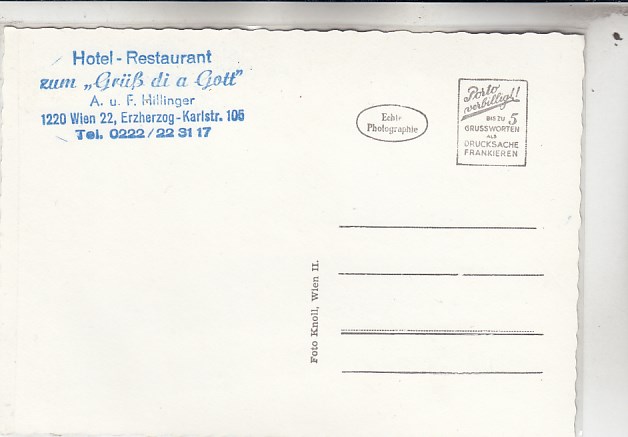 Hotel - Restaurant
zum „Grüß di a Gott"
A. u. F. Millinger
1220 Wien 22, Erzherzog-Karlstr. 105
Tel. 0222/22 31 17
Echte
Photographie
Porto
verbilligt!
BIS ZU 5
GRUSSWORTEN
ALS
DRUCKSACHE
FRANKIEREN
Foto Knoll, Wien II.